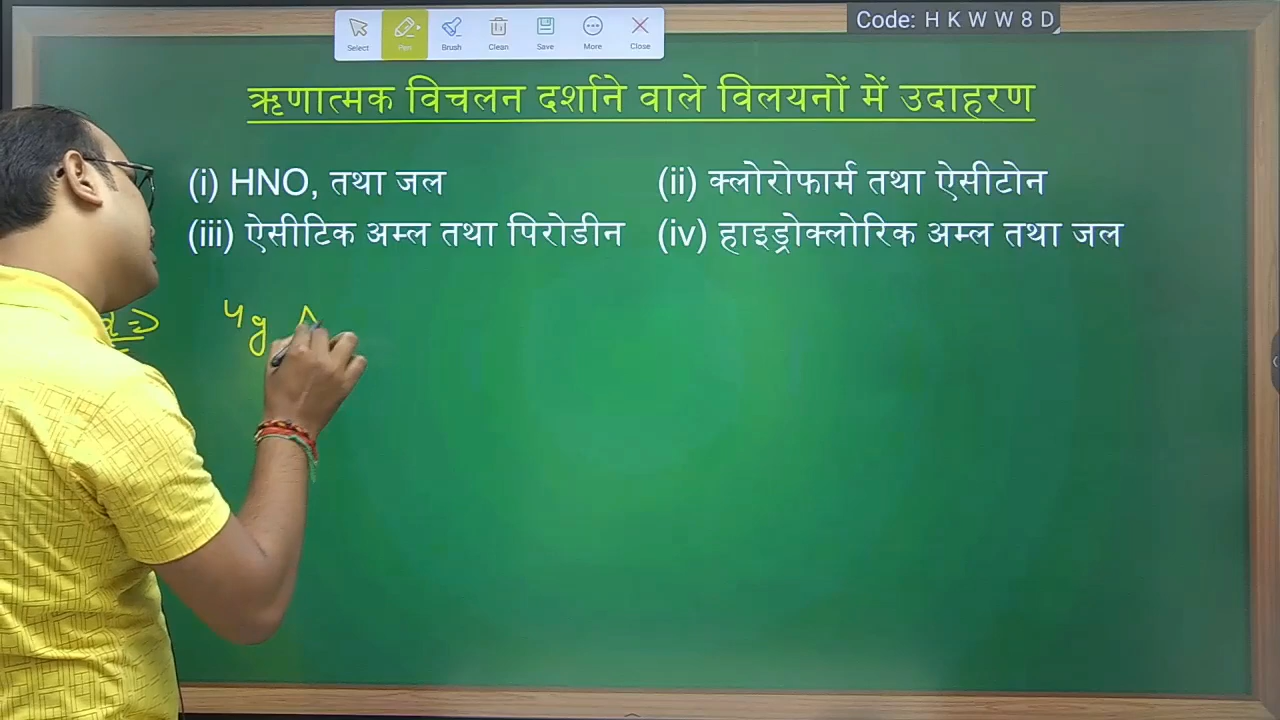 Code: H K W W 8 D
Select Pen Brush Clean Save More Close
ऋणात्मक विचलन दर्शाने वाले विलयनों में उदाहरण
(i) HNO, तथा जल (ii) क्लोरोफार्म तथा ऐसीटोन
(iii) ऐसीटिक अम्ल तथा पिरोडीन (iv) हाइड्रोक्लोरिक अम्ल तथा जल
4g